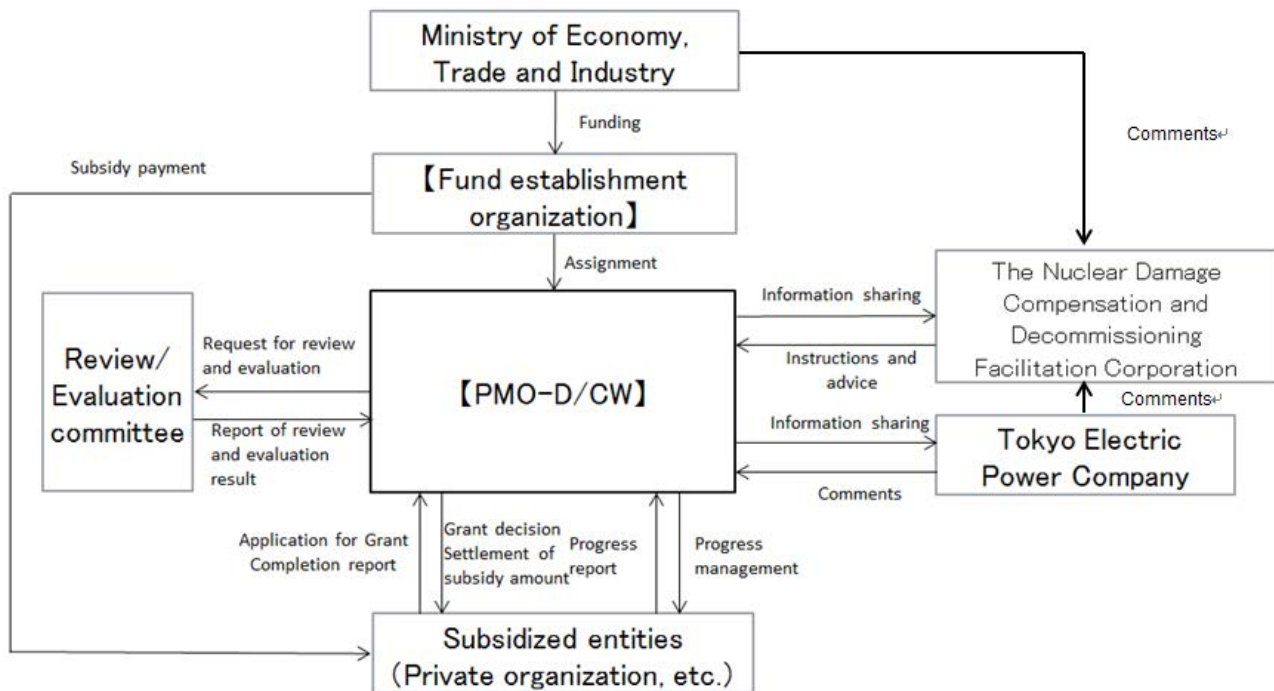 Ministry of Economy,
Trade and Industry
Funding
Comments↵
Subsidy payment
【Fund establishment
organization】
Assignment
The Nuclear Damage
Compensation and
Decommissioning
Facilitation Corporation
Information sharing
Instructions and
advice
Review/
Evaluation
committee
Request for review
and evaluation
Report of review
and evaluation
result
【PMO-D/CW】
Comments↵
Information sharing
Comments
Tokyo Electric
Power Company
Application for Grant
Completion report
Grant decision
Settlement of
subsidy amount
Progress
report
Progress
management
Subsidized entities
(Private organization, etc.)